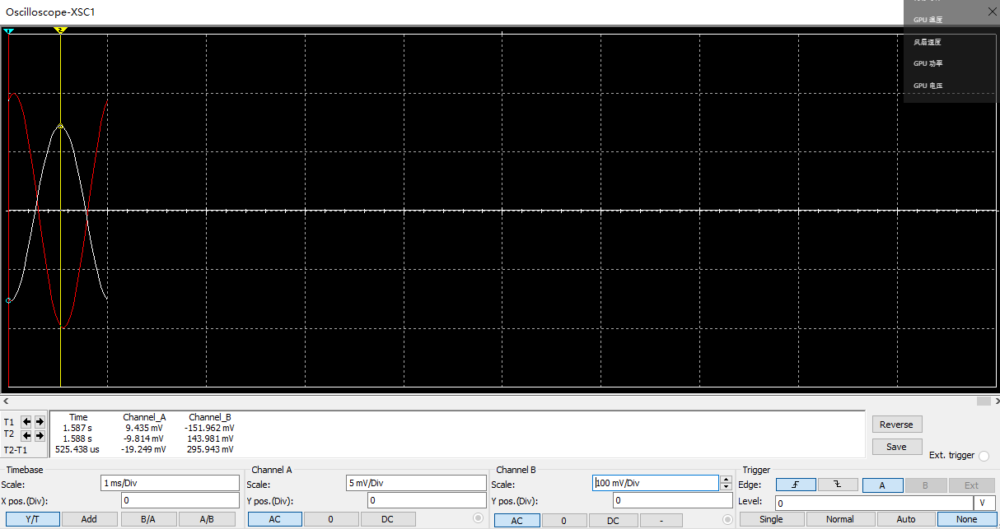 Oscilloscope-XSC1
GPU 温度
风扇速度
GPU 功率
GPU 电压
1
2
Time Channel_A Channel_B
T1 1.587 s 9.435 mV -151.962 mV
T2 1.588 s -9.814 mV 143.981 mV
T2-T1 525.438 us -19.249 mV 295.943 mV
Reverse
Save
Ext. trigger
Timebase
Scale: 1 ms/Div
X pos.(Div): 0
Y/T Add B/A A/B
Channel A
Scale: 5 mV/Div
Y pos.(Div): 0
AC 0 DC
Channel B
Scale: 100 mV/Div
Y pos.(Div): 0
AC 0 DC -
Trigger
Edge: A B Ext
Level: 0 V
Single Normal Auto None